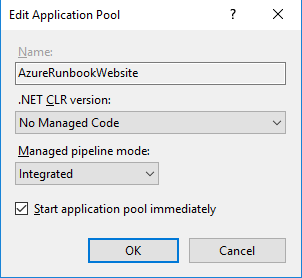 Edit Application Pool
Name:
AzureRunbookWebsite
.NET CLR version:
No Managed Code
Managed pipeline mode:
Integrated
Start application pool immediately
OK Cancel